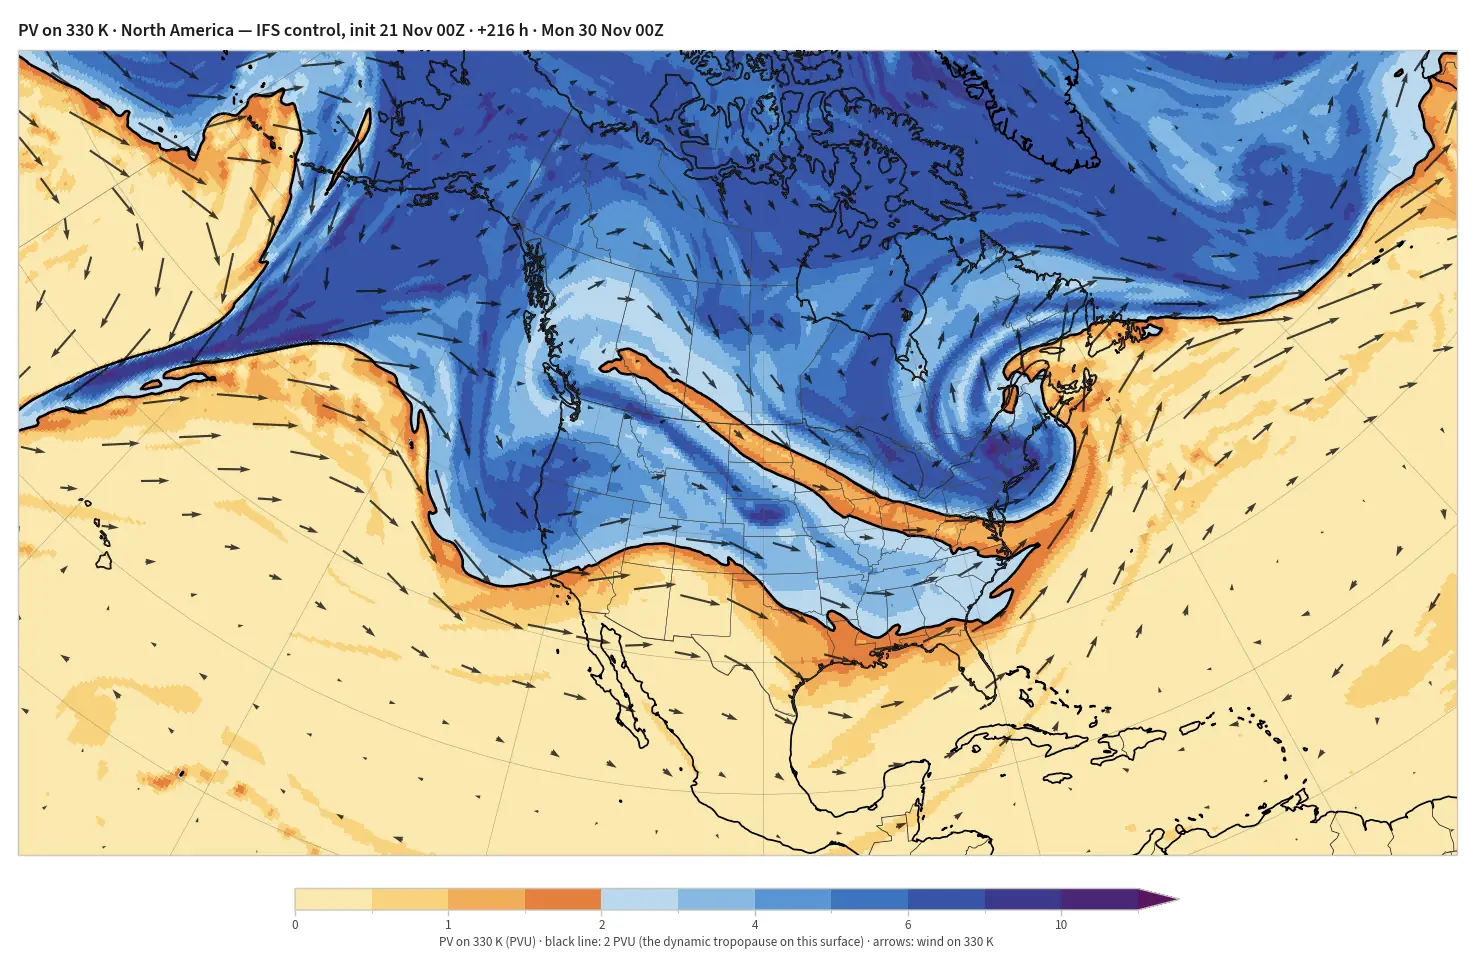 PV on 330 K · North America — IFS control, init 21 Nov 00Z · +216 h · Mon 30 Nov 00Z
0 1 2 4 6 10
PV on 330 K (PVU) · black line: 2 PVU (the dynamic tropopause on this surface) · arrows: wind on 330 K